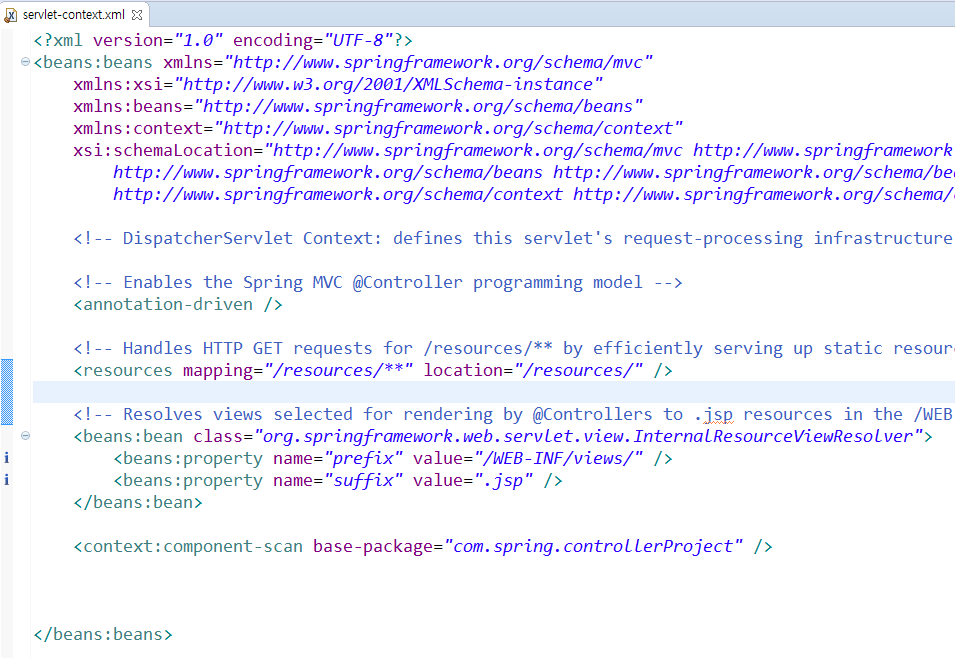 servlet-context.xml
<?xml version="1.0" encoding="UTF-8"?>
<beans:beans xmlns="http://www.springframework.org/schema/mvc"
xmlns:xsi="http://www.w3.org/2001/XMLSchema-instance"
xmlns:beans="http://www.springframework.org/schema/beans"
xmlns:context="http://www.springframework.org/schema/context"
xsi:schemaLocation="http://www.springframework.org/schema/mvc http://www.springframework
http://www.springframework.org/schema/beans http://www.springframework.org/schema/be
http://www.springframework.org/schema/context http://www.springframework.org/schema/
<!-- DispatcherServlet Context: defines this servlet's request-processing infrastructure
<!-- Enables the Spring MVC @Controller programming model -->
<annotation-driven />
<!-- Handles HTTP GET requests for /resources/** by efficiently serving up static resour
<resources mapping="/resources/**" location="/resources/" />
<!-- Resolves views selected for rendering by @Controllers to .jsp resources in the /WEB
<beans:bean class="org.springframework.web.servlet.view.InternalResourceViewResolver">
<beans:property name="prefix" value="/WEB-INF/views/" />
<beans:property name="suffix" value=".jsp" />
</beans:bean>
<context:component-scan base-package="com.spring.controllerProject" />
</beans:beans>